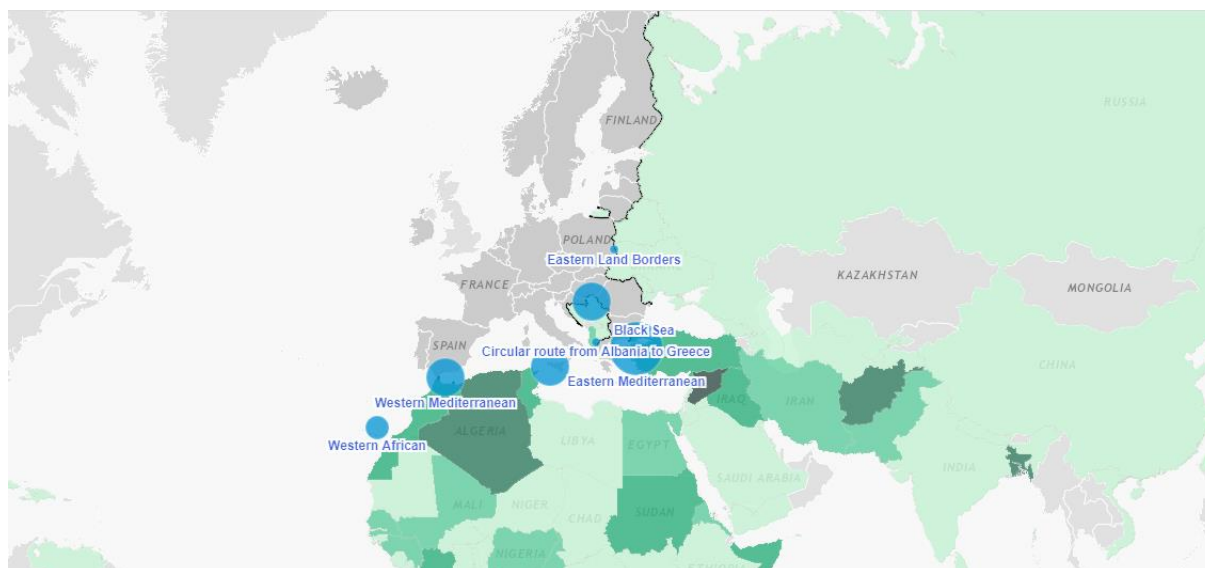 RUSSIA
FINLAND
POLAND
Eastern Land Borders
UKRAINE
KAZAKHSTAN
MONGOLIA
FRANCE
Black Sea
SPAIN
Circular route from Albania to Greece
CHINA
Eastern Mediterranean
Western Mediterranean
IRAQ
IRAN
ALGERIA
LIBYA
EGYPT
Western African
SAUDI ARABIA
INDIA
MALI
NIGER
CHAD
SUDAN
NIGERIA
ETHIOPIA